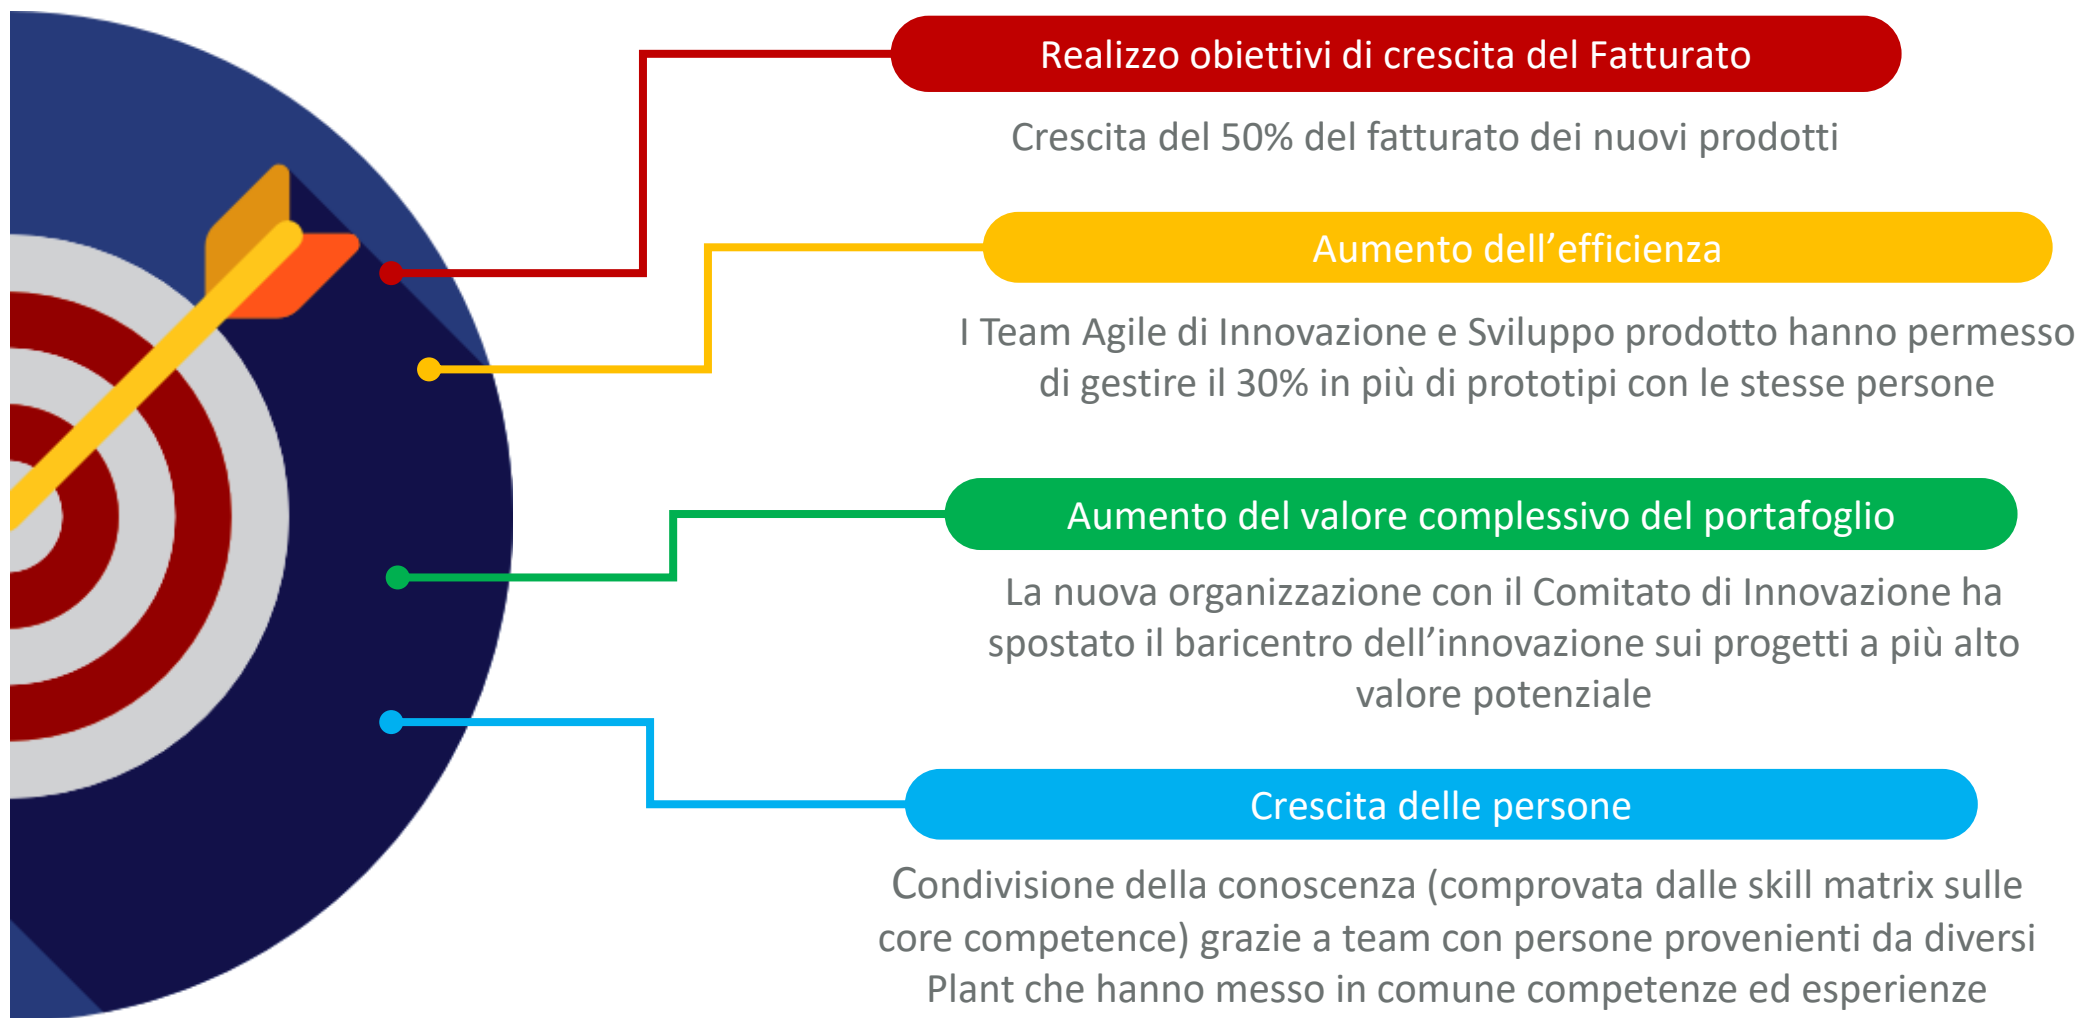 Realizzo obiettivi di crescita del Fatturato
Crescita del 50% del fatturato dei nuovi prodotti
Aumento dell’efficienza
I Team Agile di Innovazione e Sviluppo prodotto hanno permesso
di gestire il 30% in più di prototipi con le stesse persone
Aumento del valore complessivo del portafoglio
La nuova organizzazione con il Comitato di Innovazione ha
spostato il baricentro dell’innovazione sui progetti a più alto
valore potenziale
Crescita delle persone
Condivisione della conoscenza (comprovata dalle skill matrix sulle
core competence) grazie a team con persone provenienti da diversi
Plant che hanno messo in comune competenze ed esperienze